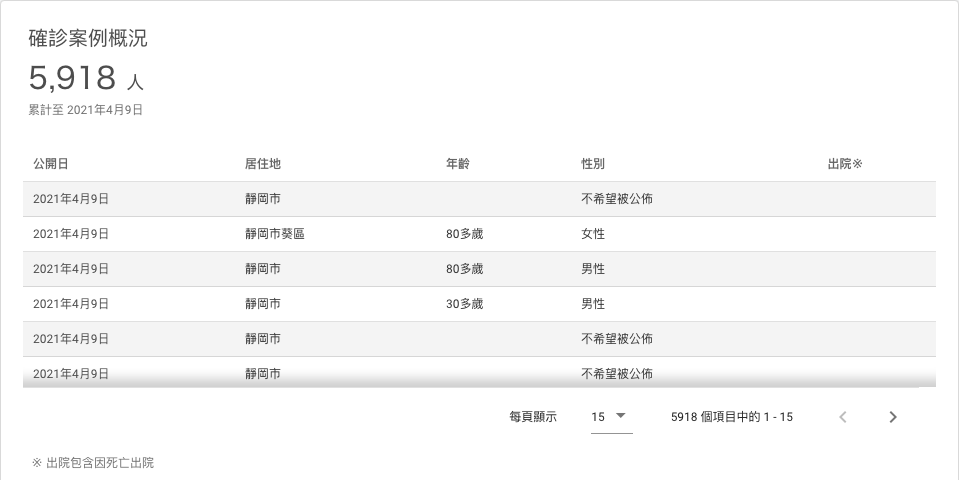 確診案例概況
5,918 人
累計至 2021年4月9日
公開日 居住地 年齡 性別 出院※
2021年4月9日 靜岡市 不希望被公佈
2021年4月9日 靜岡市葵區 80多歲 女性
2021年4月9日 靜岡市 80多歲 男性
2021年4月9日 靜岡市 30多歲 男性
2021年4月9日 靜岡市 不希望被公佈
2021年4月9日 靜岡市 不希望被公佈
每頁顯示 15 5918 個項目中的 1 - 15
※ 出院包含因死亡出院